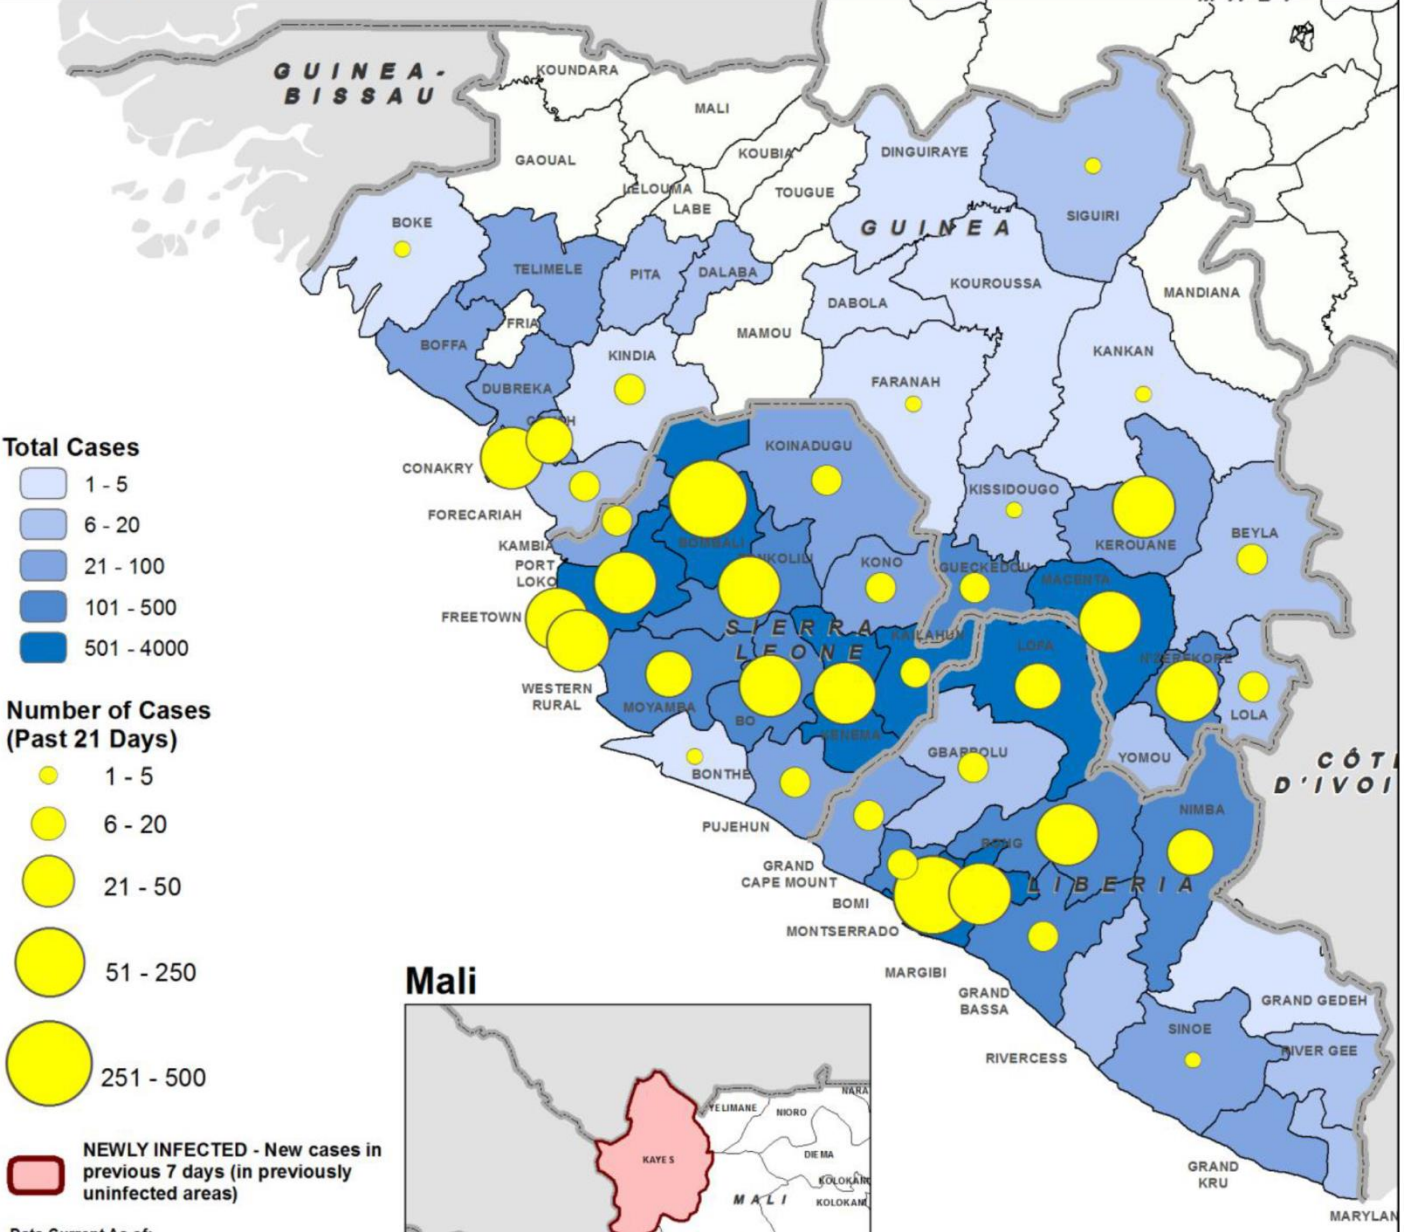 GUINEA-
BISSAU
KOUNDARA
MALI
GAOUAL
KOUBIA
DINGUIRAYE
LELOUMA
TOUGUE
LABE
SIGUIRI
BOKE
GUINEA
TELIMELE
PITA
DALABA
KOUROUSSA
MANDIANA
DABOLA
FRIA
MAMOU
BOFFA
KINDIA
KANKAN
DUBREKA
FARANAH
KOINADUGU
CONAKRY
KISSIDOUGO
FORECARIAH
KAMBIA
BEYLA
KEROUANE
PORT
LOKO
KONO
GUECKEDOU
MACENTA
FREETOWN
SIERRA
LEONE
KAILAHUN
LOFA
N'ZEREKORE
WESTERN
RURAL
MOYAMBA
BO
LOLA
KENEMA
GBARPOLU
YOMOU
CÔT
D'IVOI
BONTHE
PUJEHUN
NIMBA
BONG
GRAND
CAPE MOUNT
LIBERIA
BOMI
MONTSERRADO
MARGIBI
GRAND
BASSA
GRAND GEDEH
SINOE
RIVERCESS
RIVER GEE
GRAND
KRU
MARYLAN
Total Cases
1 - 5
6 - 20
21 - 100
101 - 500
501 - 4000
Number of Cases
(Past 21 Days)
1 - 5
6 - 20
21 - 50
51 - 250
251 - 500
NEWLY INFECTED - New cases in
previous 7 days (in previously
uninfected areas)
Mali
YELIMANE
NIORO
NARA
KAYES
DIEMA
KOLOKANI
MALI
KOLOKANI